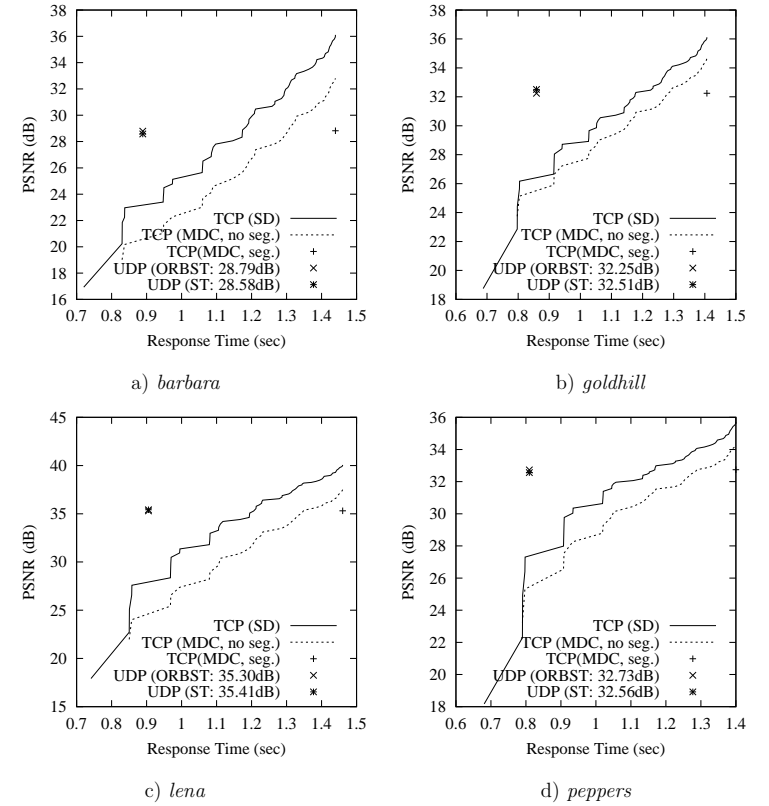 38
36
34
32
30
28
26
24
22
20
18
16
PSNR (dB)
TCP (SD)
TCP (MDC, no seg.)
TCP(MDC, seg.)
UDP (ORBST: 28.79dB)
UDP (ST: 28.58dB)
0.7 0.8 0.9 1 1.1 1.2 1.3 1.4 1.5
Response Time (sec)
a) barbara
38
36
34
32
30
28
26
24
22
20
18
PSNR (dB)
TCP (SD)
TCP (MDC, no seg.)
TCP(MDC, seg.)
UDP (ORBST: 32.25dB)
UDP (ST: 32.51dB)
0.6 0.7 0.8 0.9 1 1.1 1.2 1.3 1.4 1.5
Response Time (sec)
b) goldhill
45
40
35
30
25
20
15
PSNR (dB)
TCP (SD)
TCP (MDC, no seg.)
TCP(MDC, seg.)
UDP (ORBST: 35.30dB)
UDP (ST: 35.41dB)
0.7 0.8 0.9 1 1.1 1.2 1.3 1.4 1.5
Response Time (sec)
c) lena
36
34
32
30
28
26
24
22
20
18
PSNR (dB)
TCP (SD)
TCP (MDC, no seg.)
TCP(MDC, seg.)
UDP (ORBST: 32.73dB)
UDP (ST: 32.56dB)
0.6 0.7 0.8 0.9 1 1.1 1.2 1.3 1.4
Response Time (sec)
d) peppers